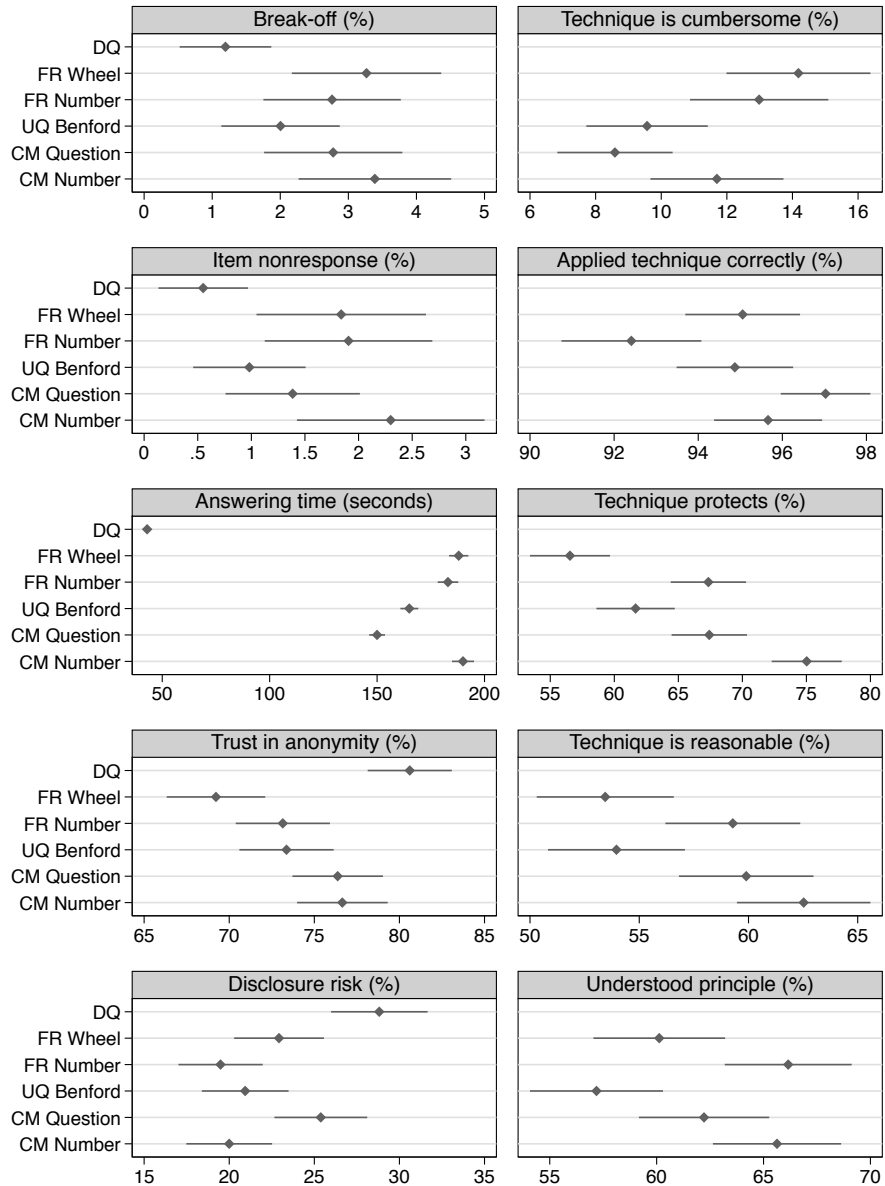 Break-off (%)
Technique is cumbersome (%)
DQ
FR Wheel
FR Number
UQ Benford
CM Question
CM Number
0 1 2 3 4 5
6 8 10 12 14 16
Item nonresponse (%)
Applied technique correctly (%)
DQ
FR Wheel
FR Number
UQ Benford
CM Question
CM Number
0 .5 1 1.5 2 2.5 3
90 92 94 96 98
Answering time (seconds)
Technique protects (%)
DQ
FR Wheel
FR Number
UQ Benford
CM Question
CM Number
50 100 150 200
55 60 65 70 75 80
Trust in anonymity (%)
Technique is reasonable (%)
DQ
FR Wheel
FR Number
UQ Benford
CM Question
CM Number
65 70 75 80 85
50 55 60 65
Disclosure risk (%)
Understood principle (%)
DQ
FR Wheel
FR Number
UQ Benford
CM Question
CM Number
15 20 25 30 35
55 60 65 70